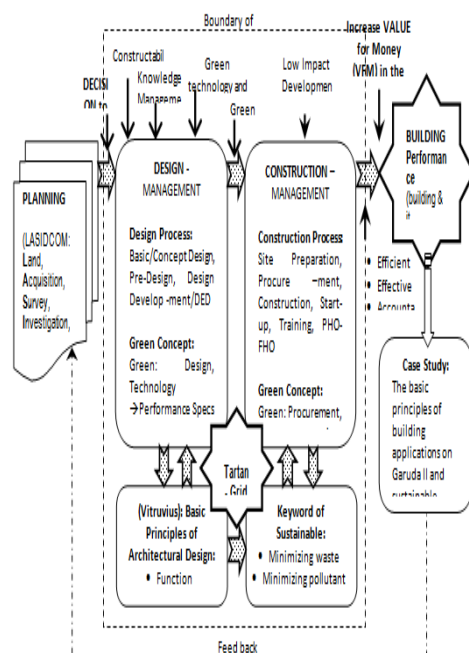 Boundary of
Increase VALUE
for Money (VFM) in the
Constructabil
Knowledge
Manageme
Green
technology and
Green
Low Impact
Developmen
DECISI
ON to
PLANNING
(LASIDCOM:
Land,
Acquisition,
Survey,
Investigation,
DESIGN -
MANAGEMENT
Design Process:
Basic/Concept Design,
Pre-Design, Design
Develop -ment/DED
Green Concept:
Green: Design,
Technology
→Performance Specs
CONSTRUCTION –
MANAGEMENT
Construction Process:
Site Preparation,
Procure –ment,
Construction, Start-
up, Training, PHO-
FHO
Green Concept:
Green: Procurement,
BUILDING
Performan
ce
(building &
• Efficient
• Effective
• Accounta
Case Study:
The basic
principles of
building
applications on
Garuda II and
sustainable
Tartan
- Grid
(Vitruvius): Basic
Principles of
Architectural Design:
• Function
Keyword of
Sustainable:
• Minimizing waste
• Minimizing pollutant
Feed back